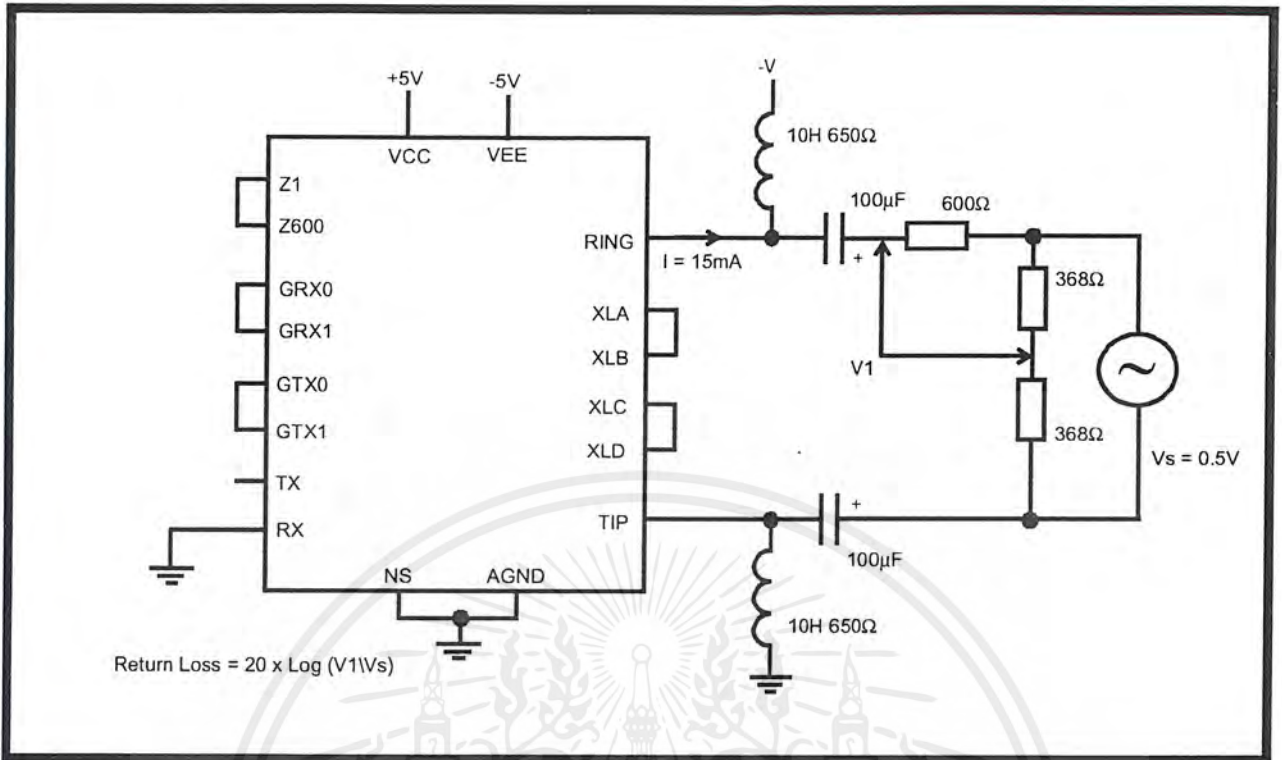 +5V
-5V
-V
VCC
VEE
10H 650Ω
Z1
Z600
100µF
600Ω
RING
I = 15mA
+
368Ω
GRX0
GRX1
XLA
XLB
V1
GTX0
GTX1
XLC
XLD
368Ω
Vs = 0.5V
TX
RX
TIP
+
100µF
NS
AGND
10H 650Ω
Return Loss = 20 x Log (V1\Vs)